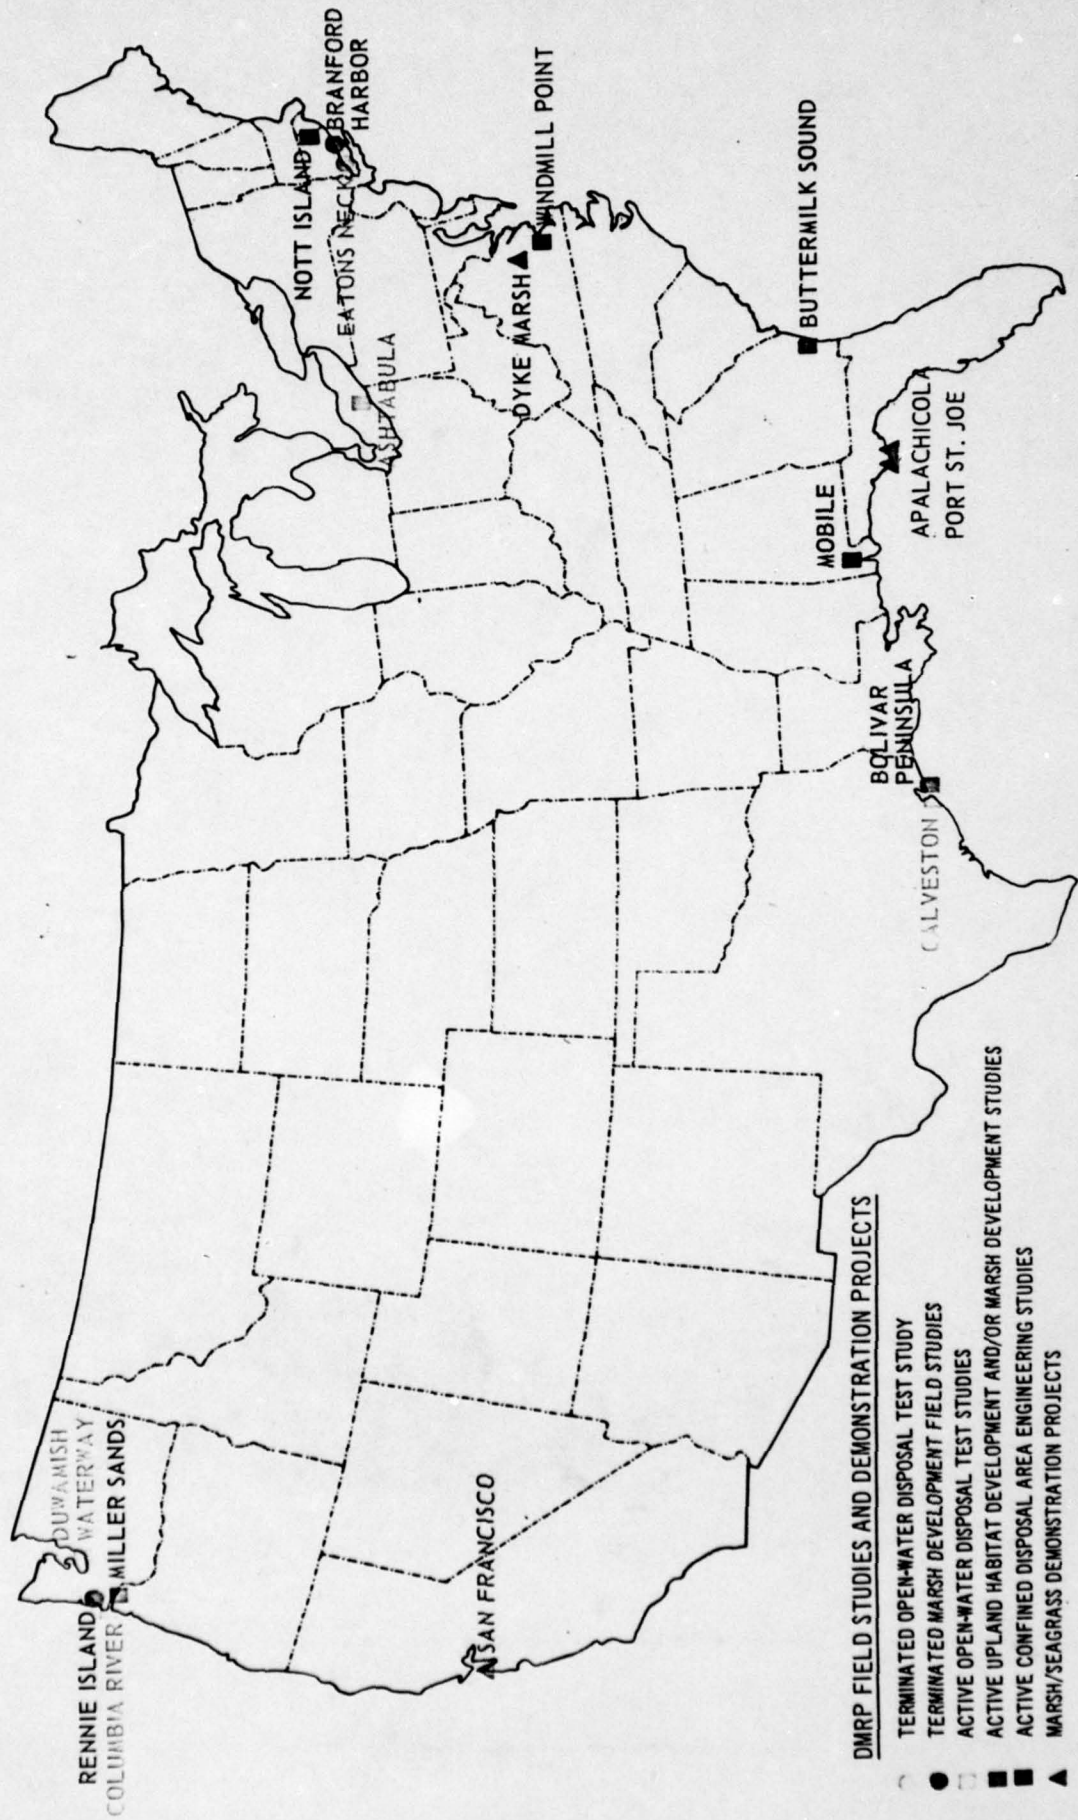 RENNIE ISLAND
COLUMBIA RIVER
DUWAMISH
WATERWAY
MILLER SANDS
SAN FRANCISCO
NOTT ISLAND
BRANFORD
HARBOR
EATONS NECK
ASHTABULA
DYKE MARSH
WINDMILL POINT
BUTTERMILK SOUND
MOBILE
APALACHICOLA
PORT ST. JOE
BOLIVAR
PENINSULA
GALVESTON
DMRP FIELD STUDIES AND DEMONSTRATION PROJECTS
TERMINATED OPEN-WATER DISPOSAL TEST STUDY
TERMINATED MARSH DEVELOPMENT FIELD STUDIES
ACTIVE OPEN-WATER DISPOSAL TEST STUDIES
ACTIVE UPLAND HABITAT DEVELOPMENT AND/OR MARSH DEVELOPMENT STUDIES
ACTIVE CONFINED DISPOSAL AREA ENGINEERING STUDIES
MARSH/SEAGRASS DEMONSTRATION PROJECTS